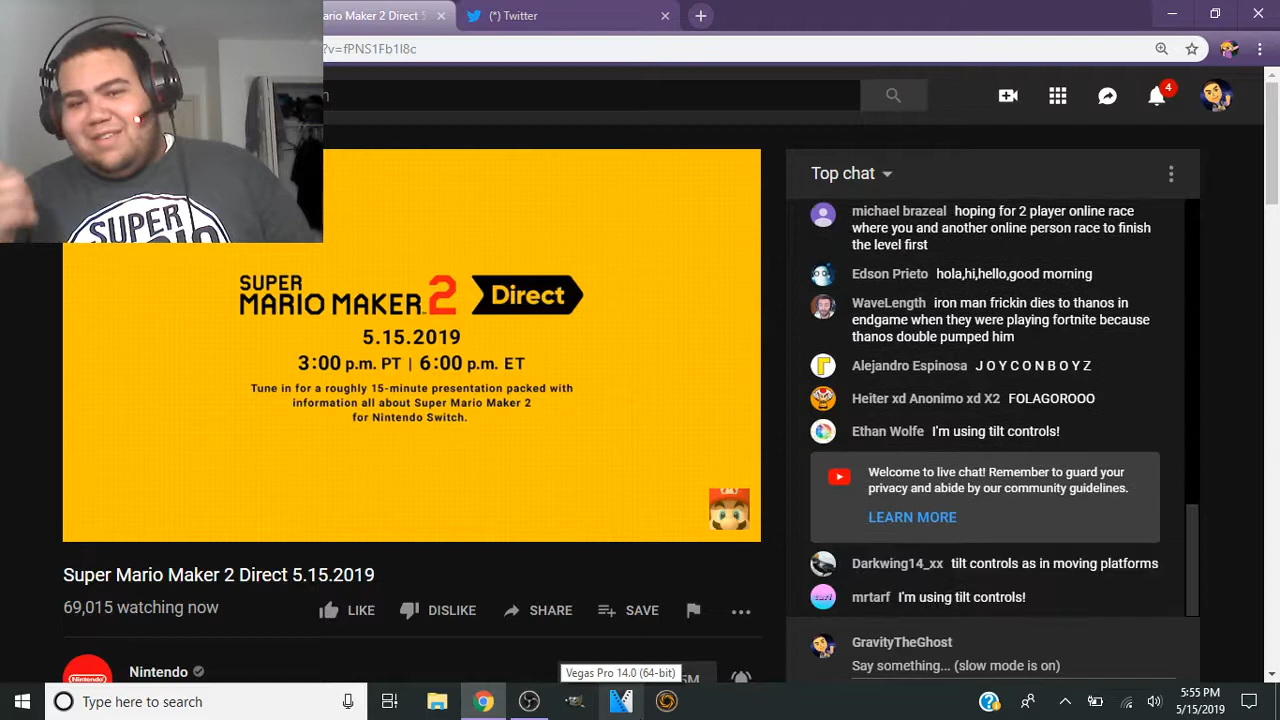 ario Maker 2 Direct 5
(*) Twitter
?v=fPNS1Fb1l8c
4
SUPER
SUPER
MARIO MAKER 2 Direct
5.15.2019
3:00 p.m. PT | 6:00 p.m. ET
Tune in for a roughly 15-minute presentation packed with
information all about Super Mario Maker 2
for Nintendo Switch.
Super Mario Maker 2 Direct 5.15.2019
69,015 watching now
LIKE
DISLIKE
SHARE
SAVE
Nintendo
Nintendo
Top chat
michael brazeal hoping for 2 player online race
where you and another online person race to finish
the level first
Edson Prieto hola,hi,hello,good morning
WaveLength iron man frickin dies to thanos in
endgame when they were playing fortnite because
thanos double pumped him
Alejandro Espinosa J O Y C O N B O Y Z
Heiter xd Anonimo xd X2 FOLAGOROOO
Ethan Wolfe I'm using tilt controls!
Welcome to live chat! Remember to guard your
privacy and abide by our community guidelines.
LEARN MORE
Darkwing14_xx tilt controls as in moving platforms
mrtarf I'm using tilt controls!
GravityTheGhost
Say something... (slow mode is on)
Vegas Pro 14.0 (64-bit)
Type here to search
5:55 PM
5/15/2019